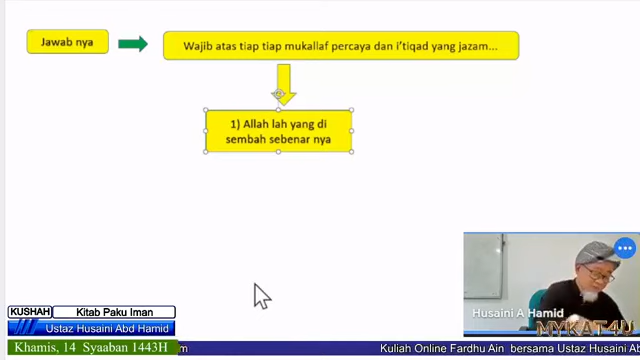 Jawab nya
Wajib atas tiap tiap mukallaf percaya dan i'tiqad yang jazam...
1) Allah lah yang di
sembah sebenar nya
Husaini A Hamid
MYKAT4U
KUSHAH
Kitab Paku Iman
Ustaz Husaini Abd Hamid
Khamis, 14 Syaaban 1443H
m
Kuliah Online Fardhu Ain bersama Ustaz Husaini Ab